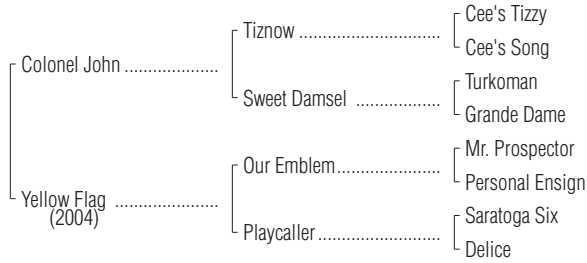 Cee's Tizzy
Tiznow ..............................
Cee's Song
Colonel John ....................
Turkoman
Sweet Damsel ..................
Grande Dame
Mr. Prospector
Our Emblem......................
Personal Ensign
Yellow Flag ......................
(2004)
Saratoga Six
Playcaller ..........................
Delice